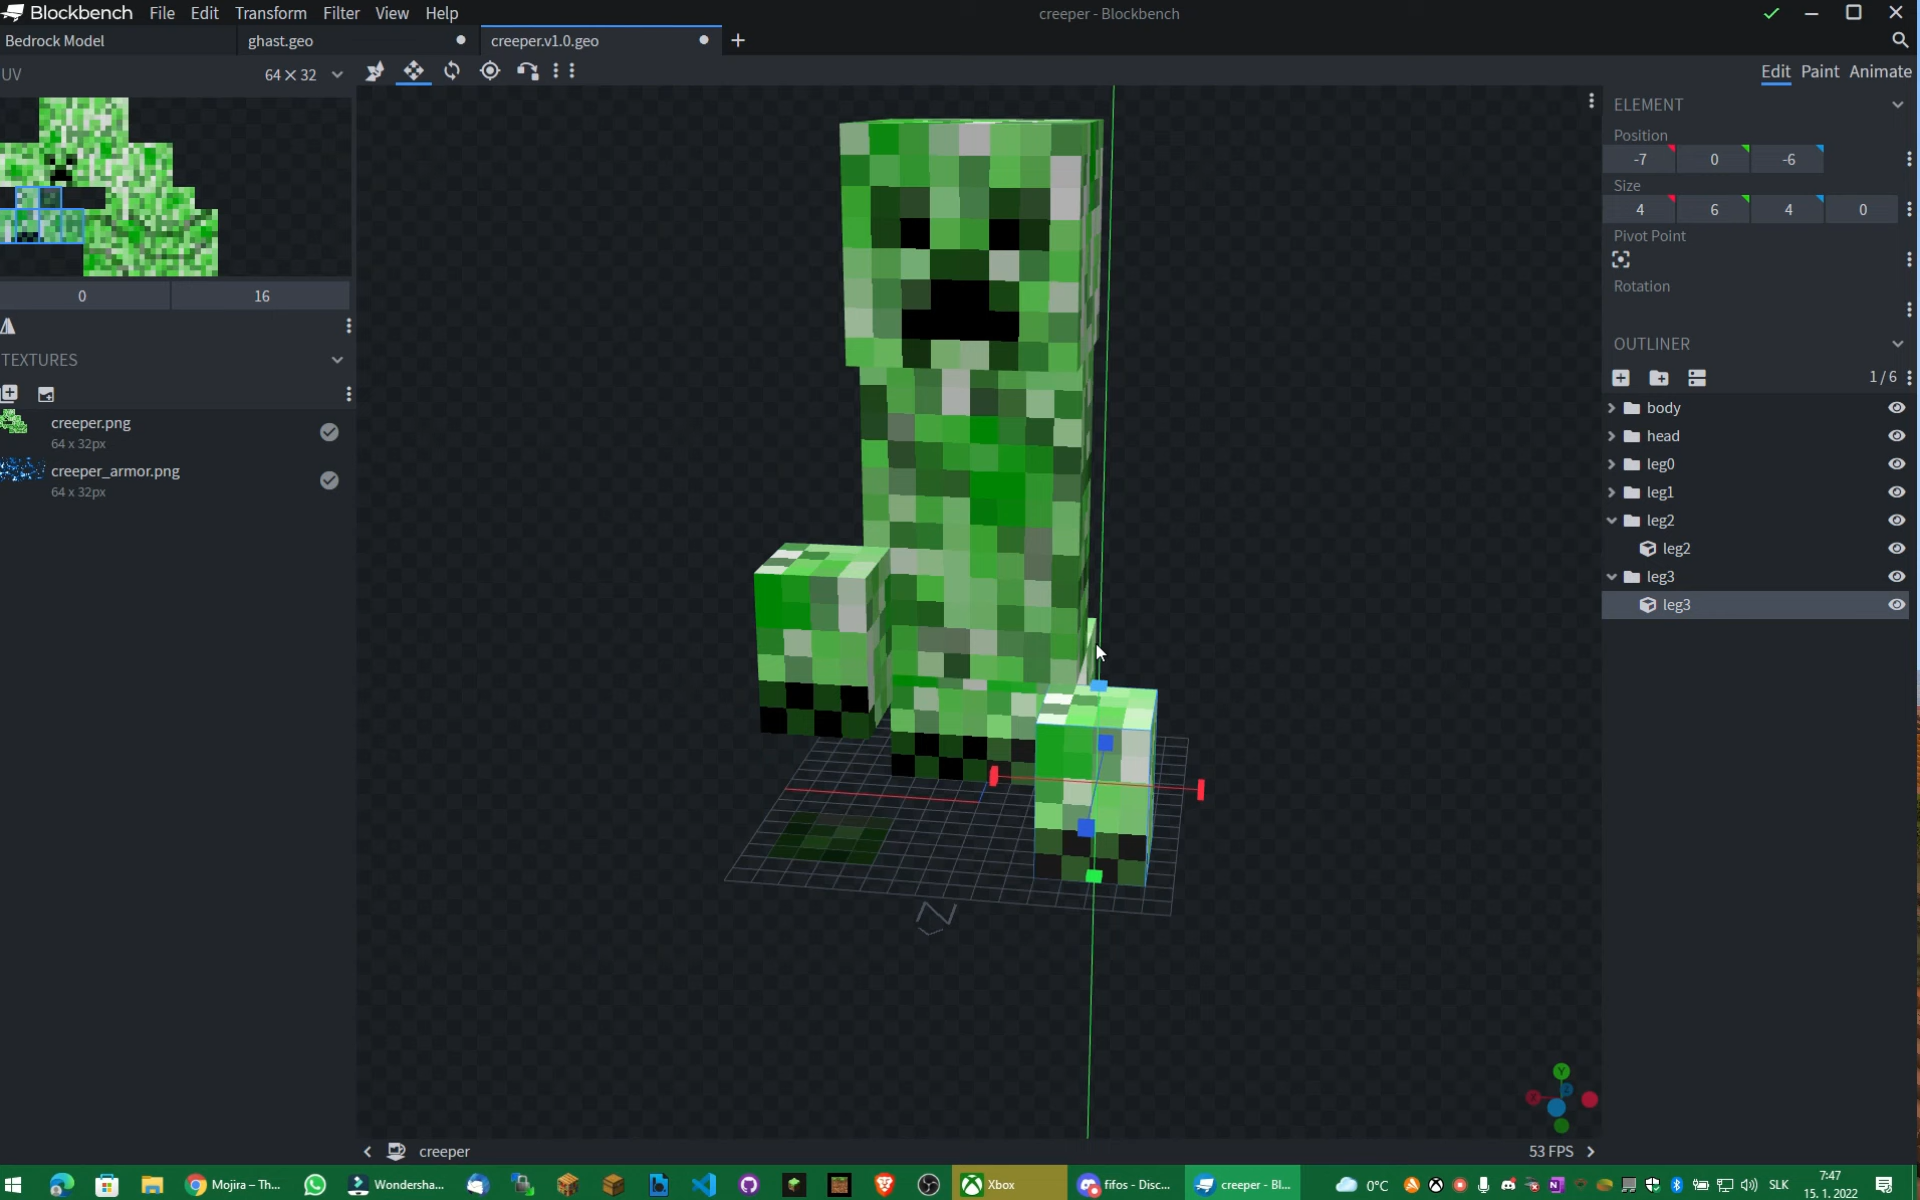 Blockbench File Edit Transform Filter View Help
creeper - Blockbench
Bedrock Model
ghast.geo
creeper.v1.0.geo
UV
64 × 32
Edit Paint Animate
0 16
TEXTURES
creeper.png
64 x 32px
creeper_armor.png
64 x 32px
ELEMENT
Position
-7 0 -6
Size
4 6 4 0
Pivot Point
Rotation
OUTLINER
1 / 6
body
head
leg0
leg1
leg2
leg2
leg3
leg3
N
Y
creeper
53 FPS
Mojira – Th...
Wondersha...
Xbox
fifos - Disc...
creeper - Bl...
0°C
SLK
7:47
15. 1. 2022